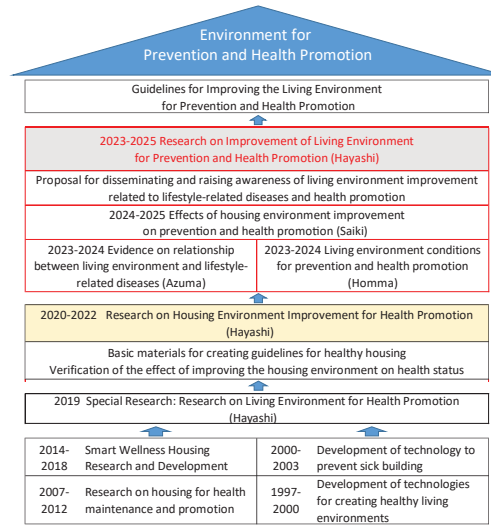 Environment for
Prevention and Health Promotion
Guidelines for Improving the Living Environment
for Prevention and Health Promotion
2023-2025 Research on Improvement of Living Environment
for Prevention and Health Promotion (Hayashi)
Proposal for disseminating and raising awareness of living environment improvement
related to lifestyle-related diseases and health promotion
2024-2025 Effects of housing environment improvement
on prevention and health promotion (Saiki)
2023-2024 Evidence on relationship
between living environment and lifestyle-
related diseases (Azuma)
2023-2024 Living environment conditions
for prevention and health promotion
(Homma)
2020-2022 Research on Housing Environment Improvement for Health Promotion
(Hayashi)
Basic materials for creating guidelines for healthy housing
Verification of the effect of improving the housing environment on health status
2019 Special Research: Research on Living Environment for Health Promotion
(Hayashi)
2014-
2018
Smart Wellness Housing
Research and Development
2000-
2003
Development of technology to
prevent sick building
2007-
2012
Research on housing for health
maintenance and promotion
1997-
2000
Development of technologies
for creating healthy living
environments